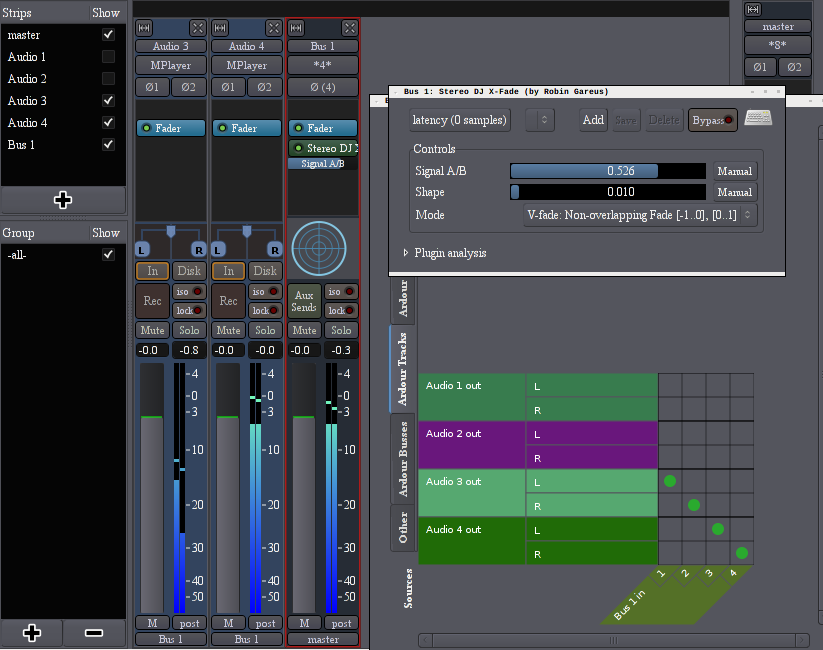 Strips Show
master
Audio 1
Audio 2
Audio 3
Audio 4
Bus 1
Group Show
-all-
Audio 3
MPlayer
Ø1 Ø2
Fader
L R
In Disk
Rec iso
lock
Mute Solo
-0.0 -0.8
-4
-0
-3
-10
-20
-30
-40
-50
M post
Bus 1
Audio 4
MPlayer
Ø1 Ø2
Fader
L R
In Disk
Rec iso
lock
Mute Solo
-0.0 -0.0
-4
-0
-3
-10
-20
-30
-40
-50
M post
Bus 1
Bus 1
*4*
Ø (4)
Fader
Stereo DJ
Signal A/B
Aux Sends iso
lock
Mute Solo
-0.0 -0.3
-4
-0
-3
-10
-20
-30
-40
-50
M post
master
master
*8*
Ø1 Ø2
Bus 1: Stereo DJ X-Fade (by Robin Gareus)
latency (0 samples) Add Save Delete Bypass
Controls
Signal A/B 0.526 Manual
Shape 0.010 Manual
Mode V-fade: Non-overlapping Fade [-1..0], [0..1]
Plugin analysis
Ardour
Ardour Tracks
Ardour Busses
Other
Sources
Audio 1 out L
R
Audio 2 out L
R
Audio 3 out L
R
Audio 4 out L
R
1 2 3 4
Bus 1 in